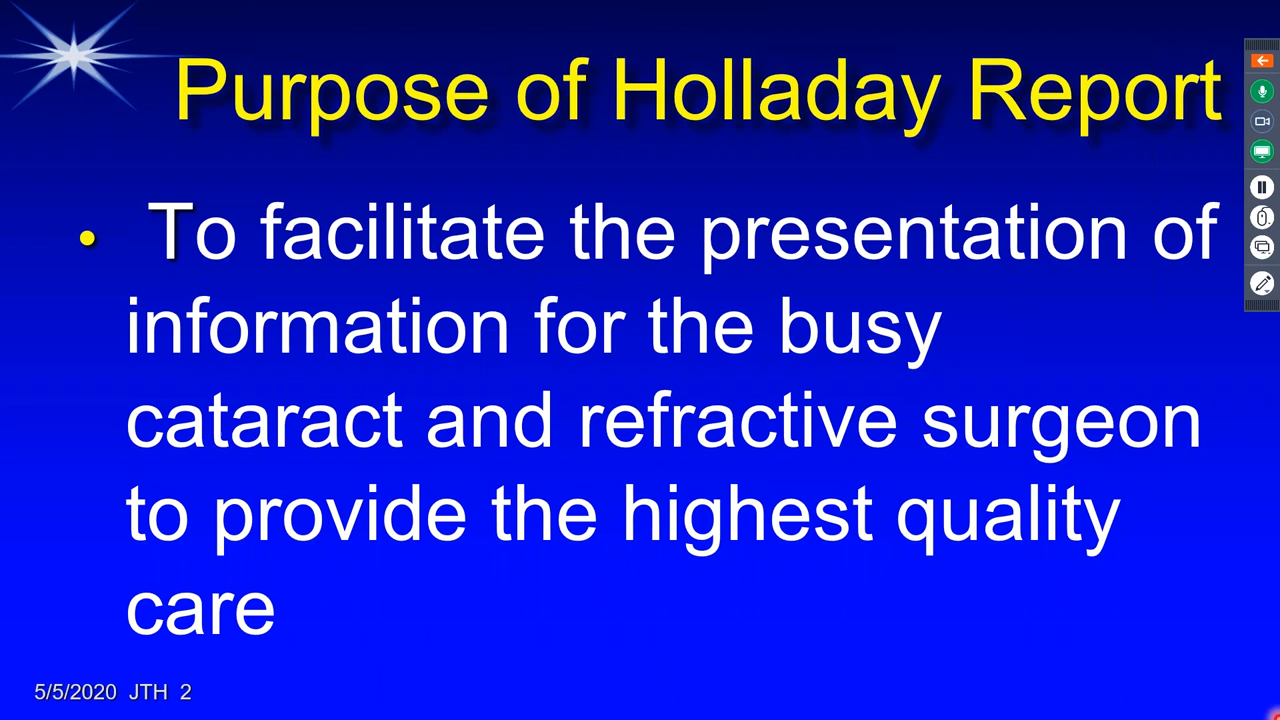 Purpose of Holladay Report
• To facilitate the presentation of
information for the busy
cataract and refractive surgeon
to provide the highest quality
care
5/5/2020 JTH 2